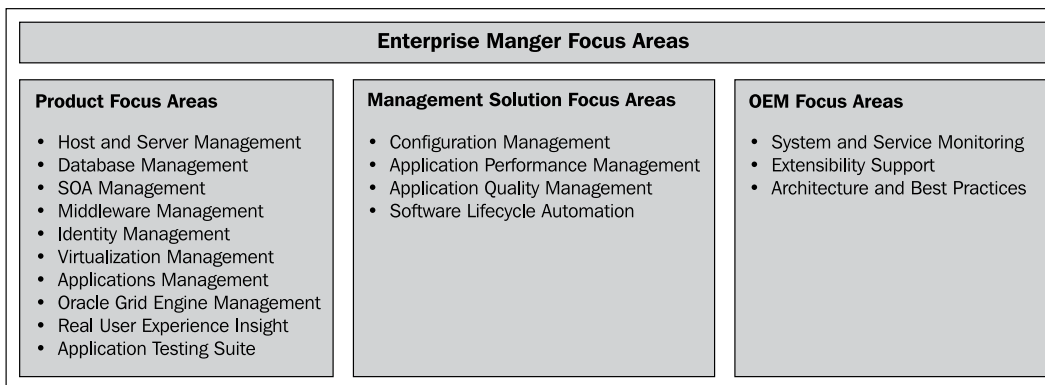 Enterprise Manger Focus Areas
Product Focus Areas
• Host and Server Management
• Database Management
• SOA Management
• Middleware Management
• Identity Management
• Virtualization Management
• Applications Management
• Oracle Grid Engine Management
• Real User Experience Insight
• Application Testing Suite
Management Solution Focus Areas
• Configuration Management
• Application Performance Management
• Application Quality Management
• Software Lifecycle Automation
OEM Focus Areas
• System and Service Monitoring
• Extensibility Support
• Architecture and Best Practices